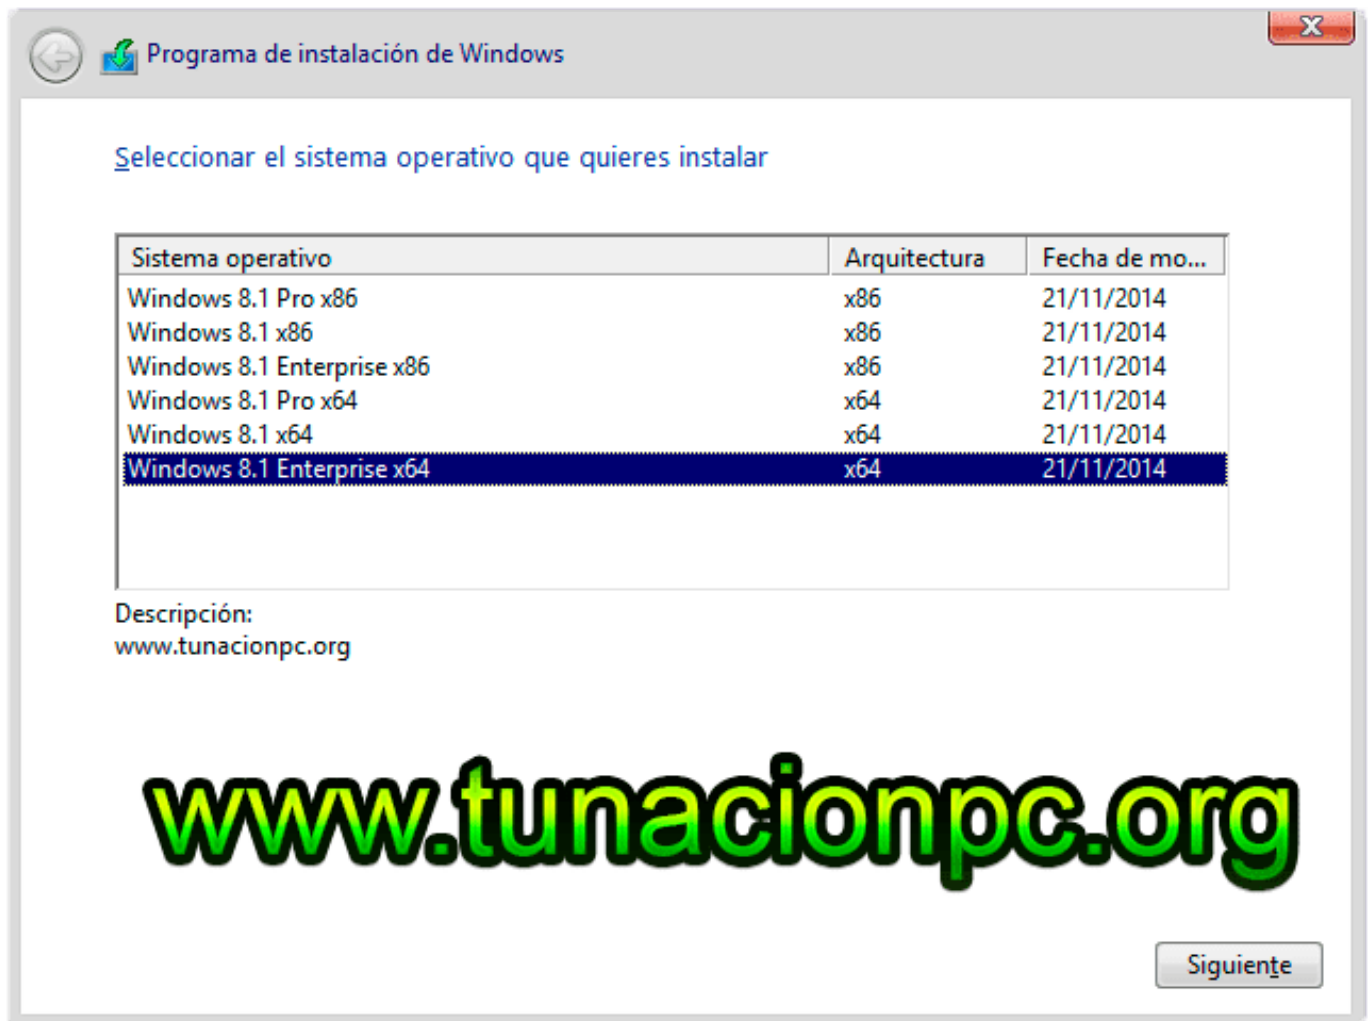 Programa de instalación de Windows
Seleccionar el sistema operativo que quieres instalar
Sistema operativo Arquitectura Fecha de mo...
Windows 8.1 Pro x86 x86 21/11/2014
Windows 8.1 x86 x86 21/11/2014
Windows 8.1 Enterprise x86 x86 21/11/2014
Windows 8.1 Pro x64 x64 21/11/2014
Windows 8.1 x64 x64 21/11/2014
Windows 8.1 Enterprise x64 x64 21/11/2014
Descripción:
www.tunacionpc.org
www.tunacionpc.org
Siguiente